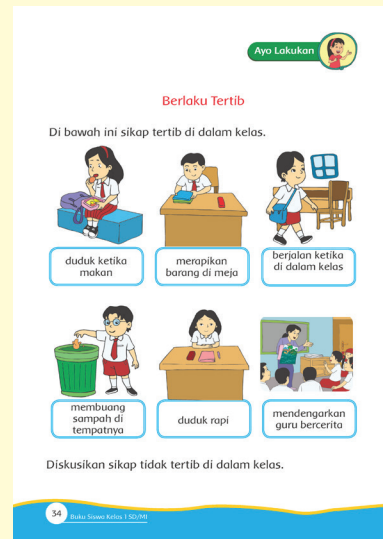 Ayo Lakukan
Berlaku Tertib
Di bawah ini sikap tertib di dalam kelas.
duduk ketika
makan
merapikan
barang di meja
berjalan ketika
di dalam kelas
membuang
sampah di
tempatnya
duduk rapi
mendengarkan
guru bercerita
Diskusikan sikap tidak tertib di dalam kelas.
34
Buku Siswa Kelas 1 SD/MI